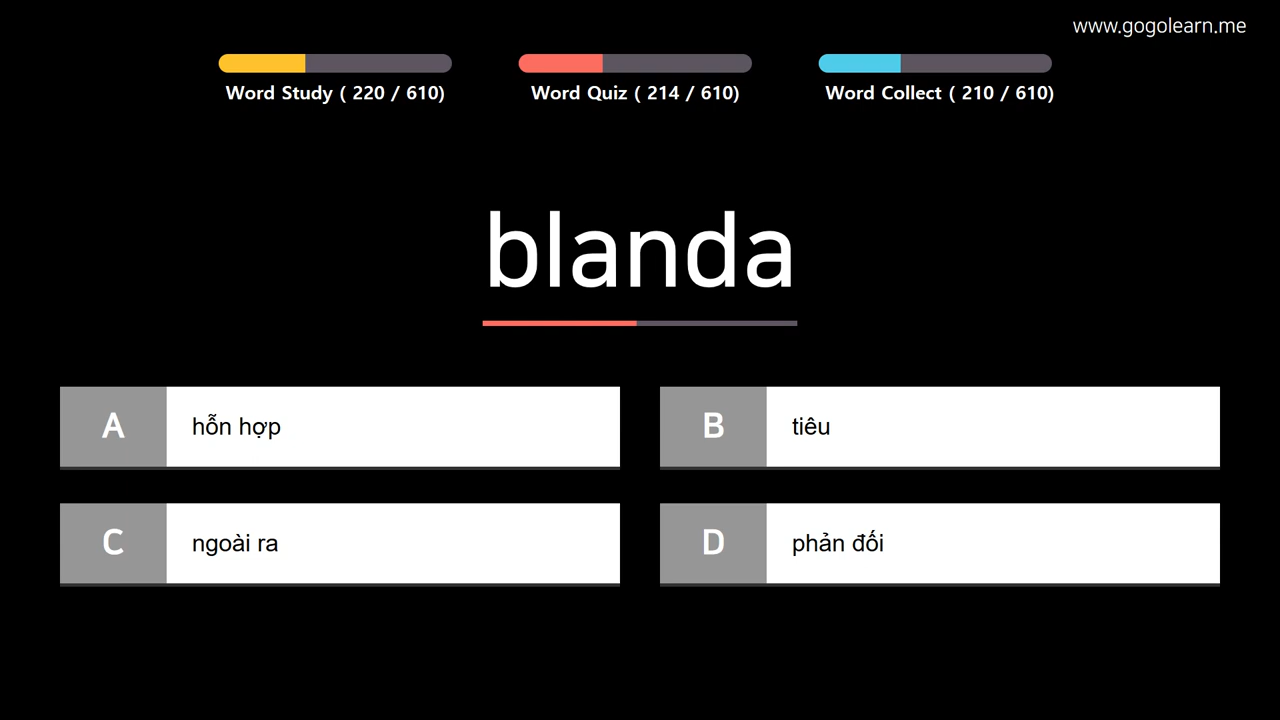 www.gogolearn.me
Word Study ( 220 / 610)
Word Quiz ( 214 / 610)
Word Collect ( 210 / 610)
blanda
A hỗn hợp
B tiêu
C ngoài ra
D phản đối